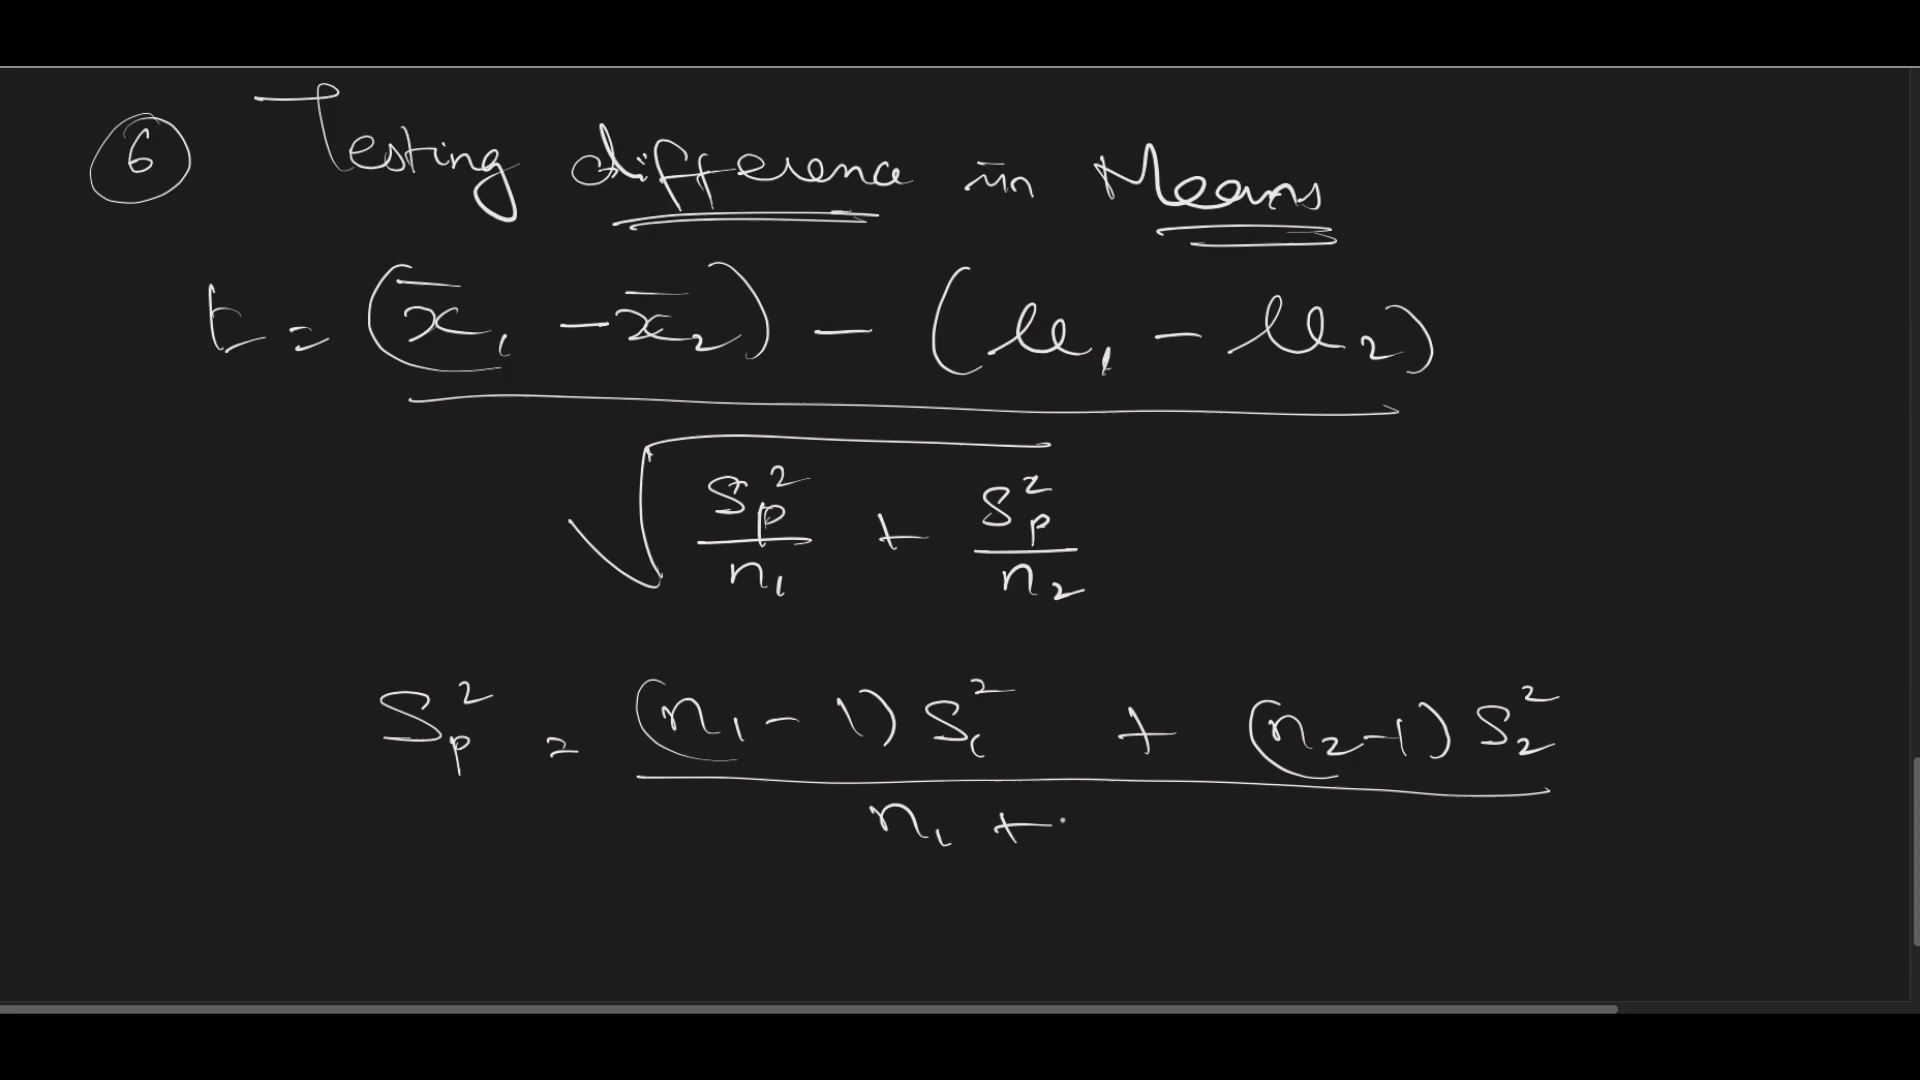 ⑥ Testing difference in Means
t = (x̄₁ - x̄₂) - (μ₁ - μ₂)
√ Sp²/n₁ + Sp²/n₂
Sp² = (n₁ - 1) S₁² + (n₂ - 1) S₂²
n₁ +